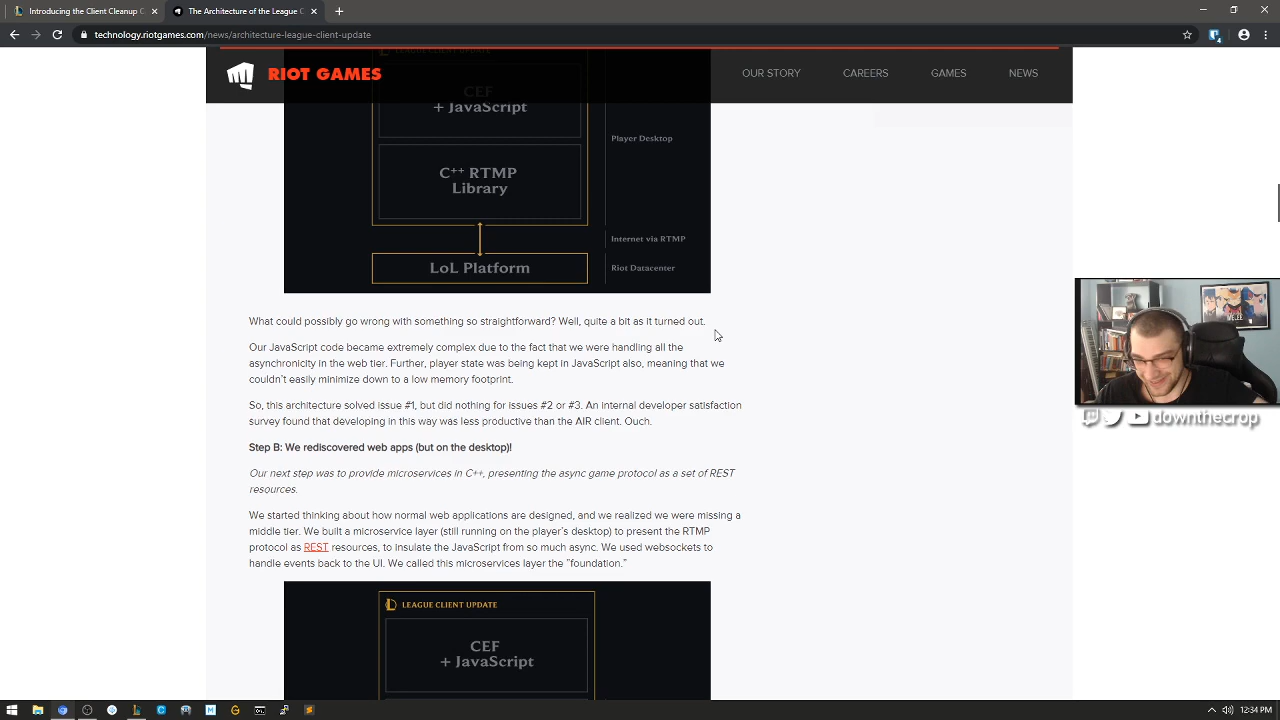 Introducing the Cleane
The Architecture of the Leagu
New Tab
technology.riotgames.com/news/architecture-league-client-update
RIOT GAMES
OUR STORY
CAREERS
GAMES
NEWS
LEAGUE CLIENT UPDATE
CEF
+ JavaScript
Player Desktop
C++ RTMP
Library
Internet via RTMP
LoL Platform
Riot Datacenter
What could possibly go wrong with something so straightforward? Well, quite a bit as it turned out.
Our JavaScript code became extremely complex due to the fact that we were handling all the
asynchronicity in the web tier. Further, player state was being kept in JavaScript also, meaning that we
couldn't easily minimize down to a low memory footprint.
So, this architecture solved issue #1, but did nothing for issues #2 or #3. An internal developer satisfaction
survey found that developing in this way was less productive than the AIR client. Ouch.
Step B: We rediscovered web apps (but on the desktop)!
Our next step was to provide microservices in C++, presenting the async game protocol as a set of REST
resources.
We started thinking about how normal web applications are designed, and we realized we were missing a
middle tier. We built a microservice layer (still running on the player's desktop) to present the RTMP
protocol as REST resources, to insulate the JavaScript from so much async. We used websockets to
handle events back to the UI. We called this microservices layer the "foundation."
LEAGUE CLIENT UPDATE
CEF
+ JavaScript
downthecrop
12:34 PM